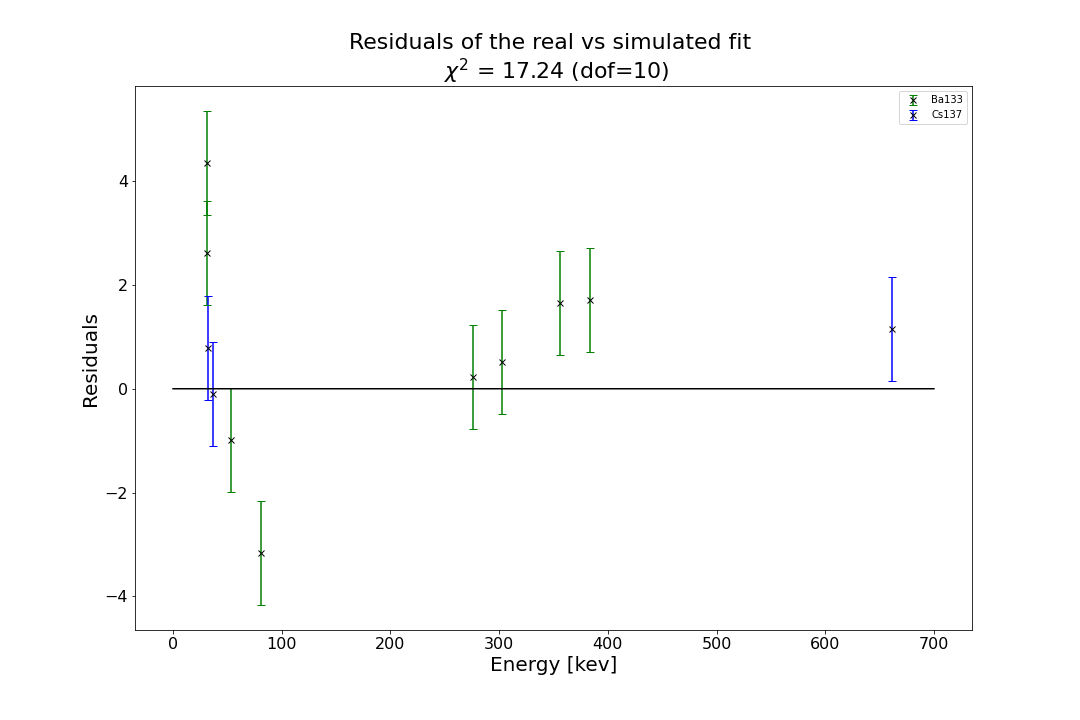 Residuals of the real vs simulated fit
χ² = 17.24 (dof=10)
Ba133
Cs137
Residuals
4
2
0
−2
−4
0 100 200 300 400 500 600 700
Energy [kev]